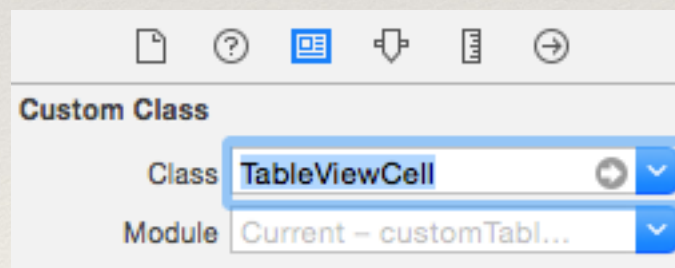 Custom Class
Class TableViewCell
Module Current – customTabl...